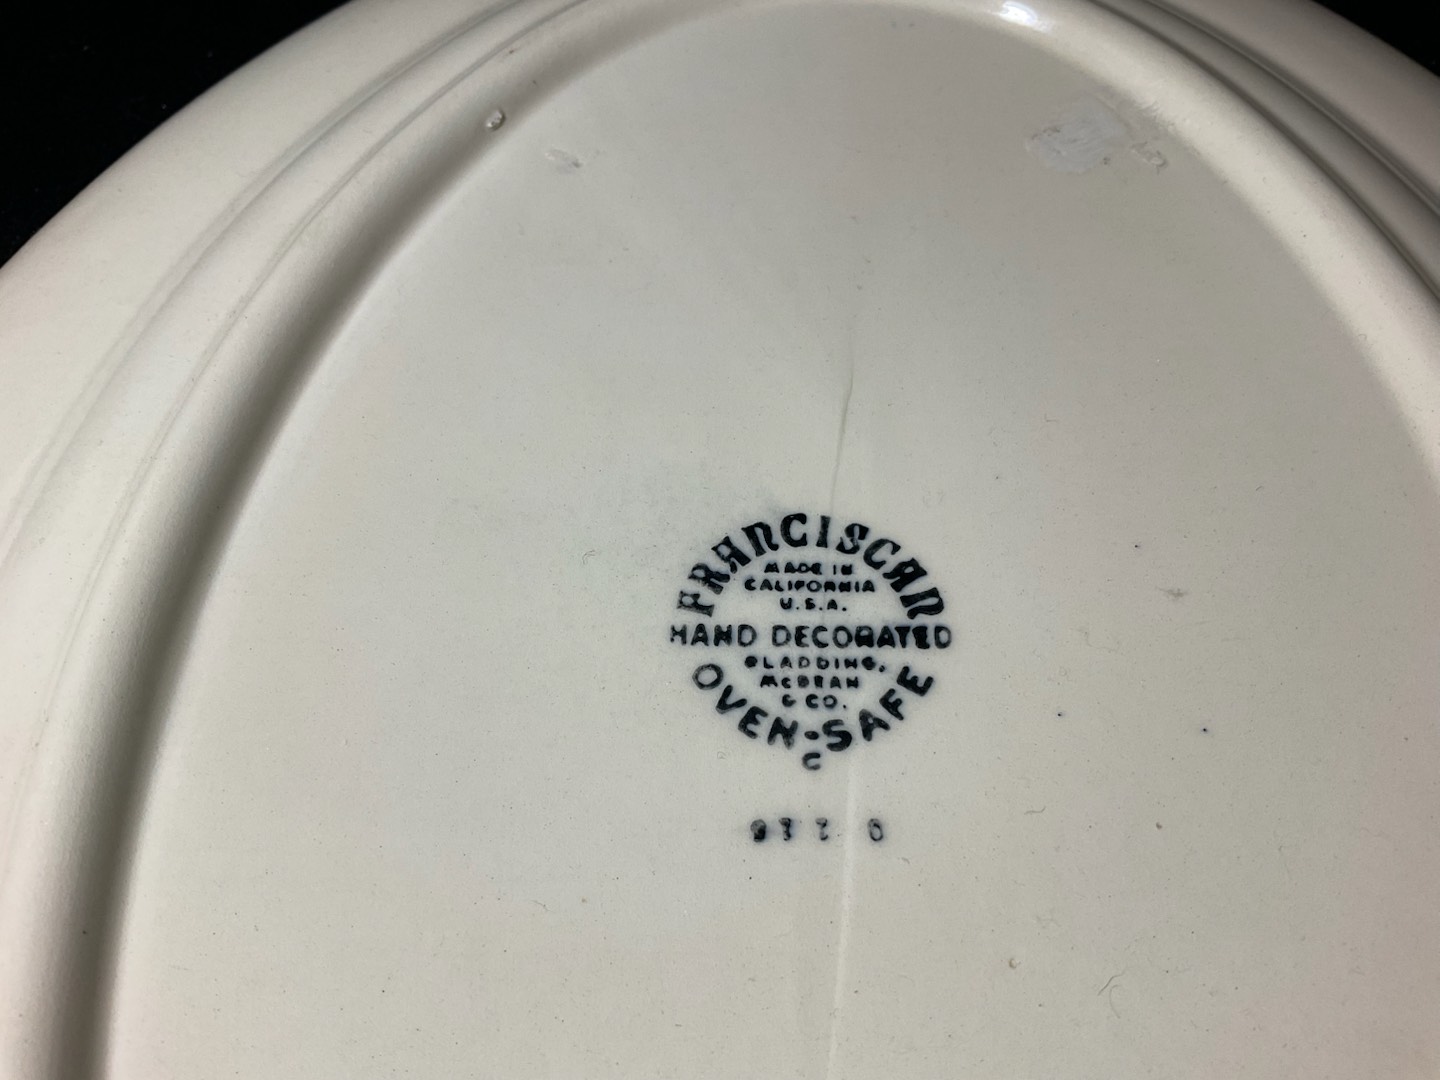 FRANCISCAN
MADE IN
CALIFORNIA
U.S.A.
HAND DECORATED
GLADDING,
McBEAN
& CO.
OVEN-SAFE
C